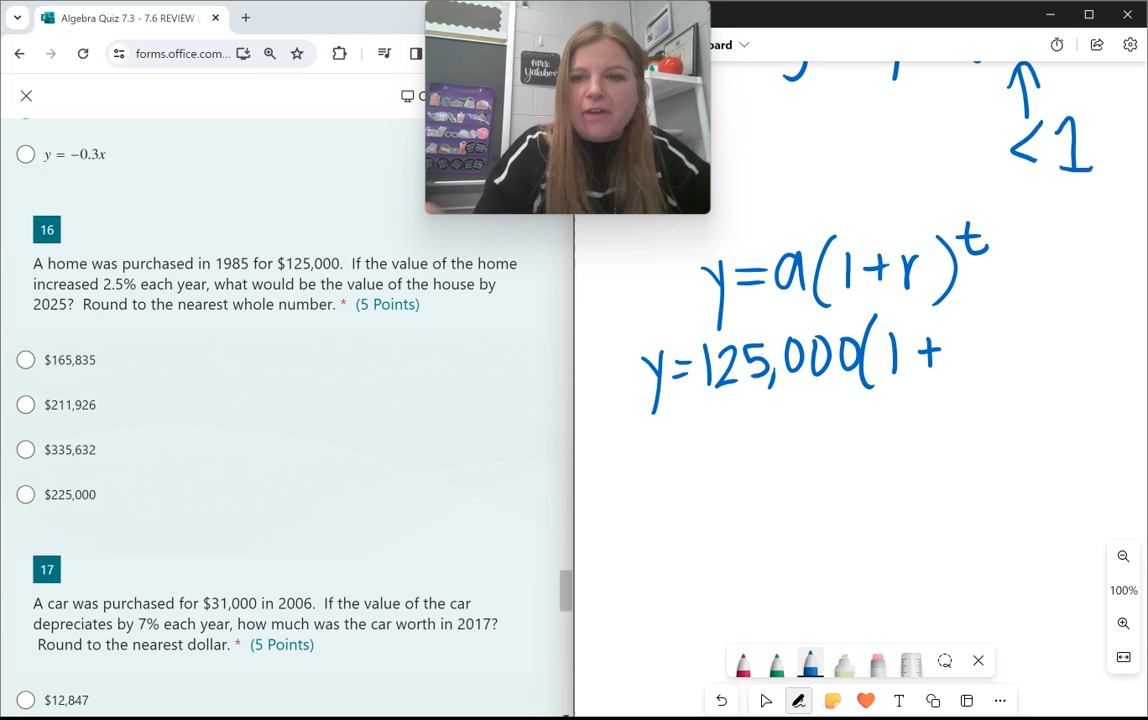 Algebra Quiz 7.3 - 7.6 REVIEW
forms.office.com...
y = −0.3x
16
A home was purchased in 1985 for $125,000. If the value of the home
increased 2.5% each year, what would be the value of the house by
2025? Round to the nearest whole number. * (5 Points)
$165,835
$211,926
$335,632
$225,000
17
A car was purchased for $31,000 in 2006. If the value of the car
depreciates by 7% each year, how much was the car worth in 2017?
Round to the nearest dollar. * (5 Points)
$12,847
Mrs.
Yakubov
< 1
y=a(1+r)^t
y=125,000(1+
100%
T